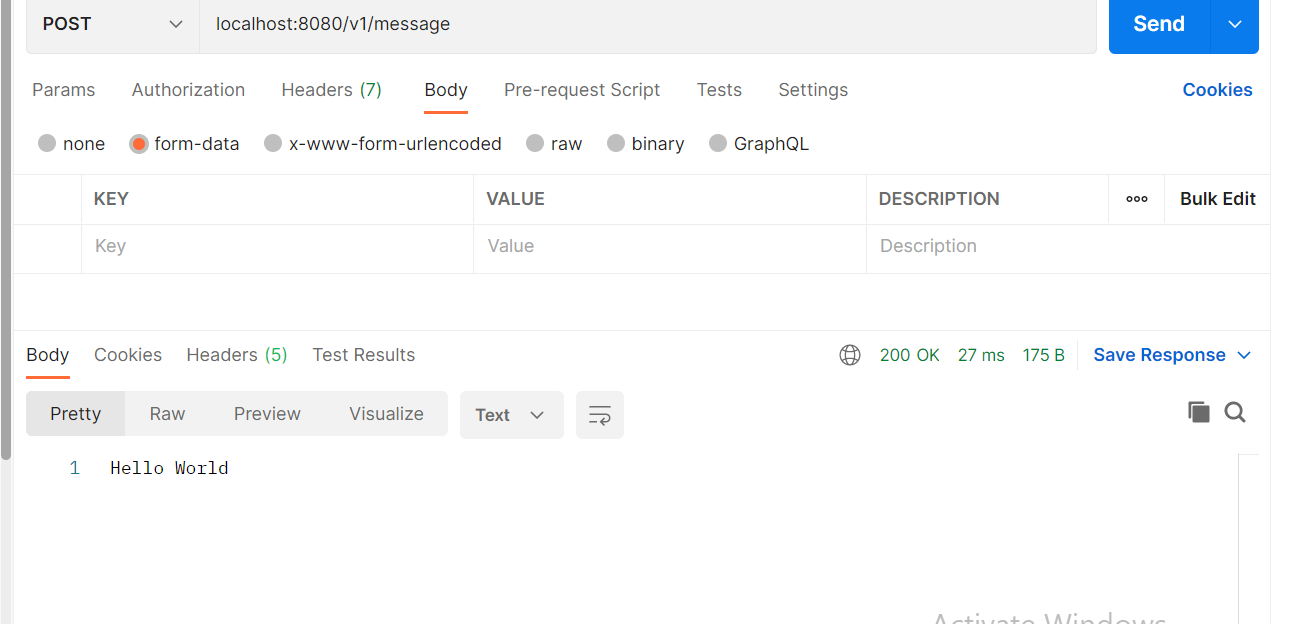 POST localhost:8080/v1/message Send
Params Authorization Headers (7) Body Pre-request Script Tests Settings Cookies
none form-data x-www-form-urlencoded raw binary GraphQL
KEY VALUE DESCRIPTION ooo Bulk Edit
Key Value Description
Body Cookies Headers (5) Test Results 200 OK 27 ms 175 B Save Response
Pretty Raw Preview Visualize Text
1 Hello World
Activate Windows